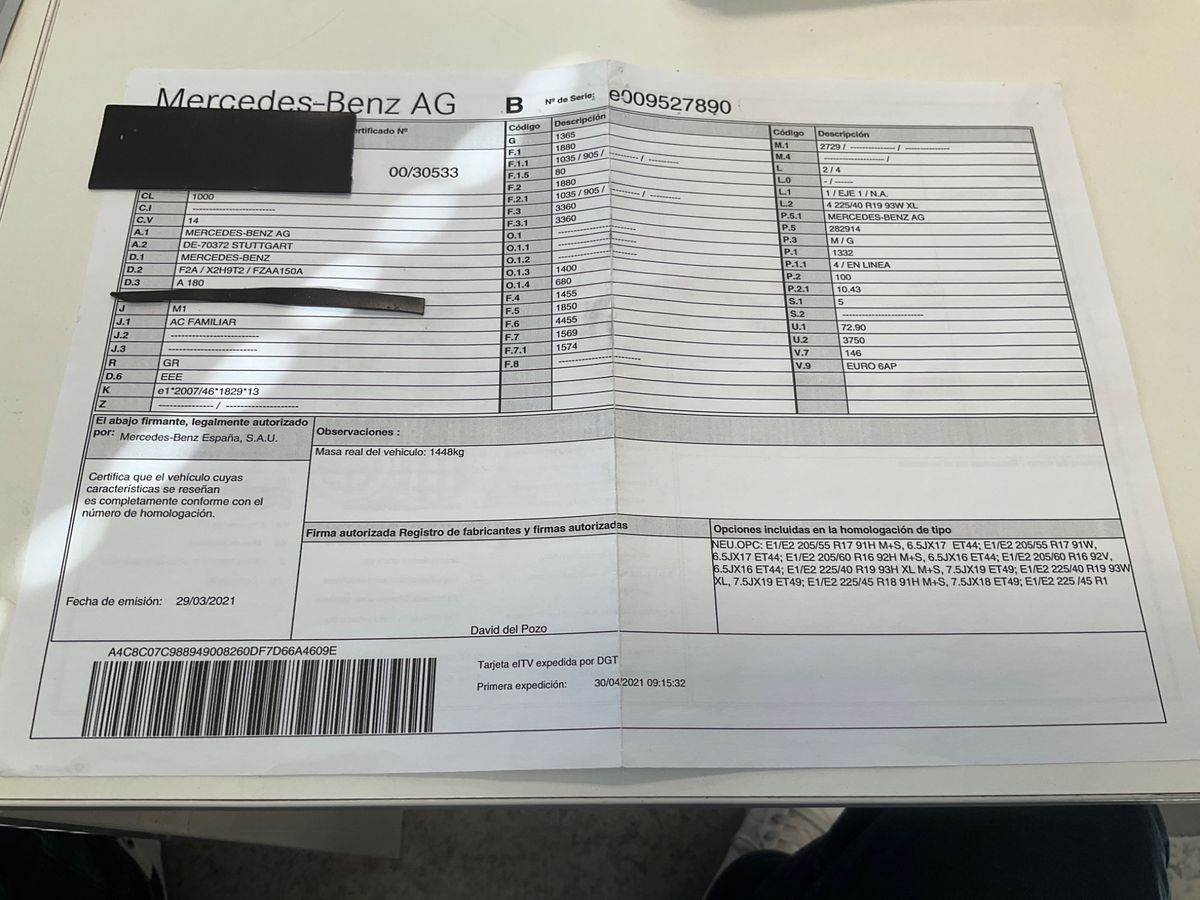 Mercedes-Benz AG
B Nº de Serie: e009527890
ertificado Nº
00/30533
CL 1000
C.I ------------------------
C.V 14
A.1 MERCEDES-BENZ AG
A.2 DE-70372 STUTTGART
D.1 MERCEDES-BENZ
D.2 F2A / X2H9T2 / FZAA150A
D.3 A 180
J M1
J.1 AC FAMILIAR
J.2 ------------------------
J.3 ------------------------
R GR
D.6 EEE
K e1*2007/46*1829*13
Z --------------- / --------------------
Código Descripción
G 1365
F.1 1880
F.1.1 1035 / 905 / --------- / ---------
F.1.5 80
F.2 1880
F.2.1 1035 / 905 / --------- / ---------
F.3 3360
F.3.1 3360
O.1 ------------------------
O.1.1 ------------------------
O.1.2 ------------------------
O.1.3 1400
O.1.4 680
F.4 1455
F.5 1850
F.6 4455
F.7 1569
F.7.1 1574
F.8 ------------------------
Código Descripción
M.1 2729 / ------------- / -------------
M.4 ------------------ /
L 2 / 4
L.0 - / ------
L.1 1 / EJE 1 / N.A.
L.2 4 225/40 R19 93W XL
P.5.1 MERCEDES-BENZ AG
P.5 282914
P.3 M / G
P.1 1332
P.1.1 4 / EN LINEA
P.2 100
P.2.1 10.43
S.1 5
S.2 ------------------------
U.1 72.90
U.2 3750
V.7 146
V.9 EURO 6AP
El abajo firmante, legalmente autorizado
por: Mercedes-Benz España, S.A.U.
Certifica que el vehículo cuyas
características se reseñan
es completamente conforme con el
número de homologación.
Fecha de emisión: 29/03/2021
Observaciones :
Masa real del vehiculo: 1448kg
Firma autorizada Registro de fabricantes y firmas autorizadas
David del Pozo
Opciones incluidas en la homologación de tipo
NEU.OPC: E1/E2 205/55 R17 91H M+S, 6.5JX17 ET44; E1/E2 205/55 R17 91W,
6.5JX17 ET44; E1/E2 205/60 R16 92H M+S, 6.5JX16 ET44; E1/E2 205/60 R16 92V,
6.5JX16 ET44; E1/E2 225/40 R19 93H XL M+S, 7.5JX19 ET49; E1/E2 225/40 R19 93W
XL, 7.5JX19 ET49; E1/E2 225/45 R18 91H M+S, 7.5JX18 ET49; E1/E2 225 /45 R1
A4C8C07C988949008260DF7D66A4609E
Tarjeta eITV expedida por DGT
Primera expedición: 30/04/2021 09:15:32